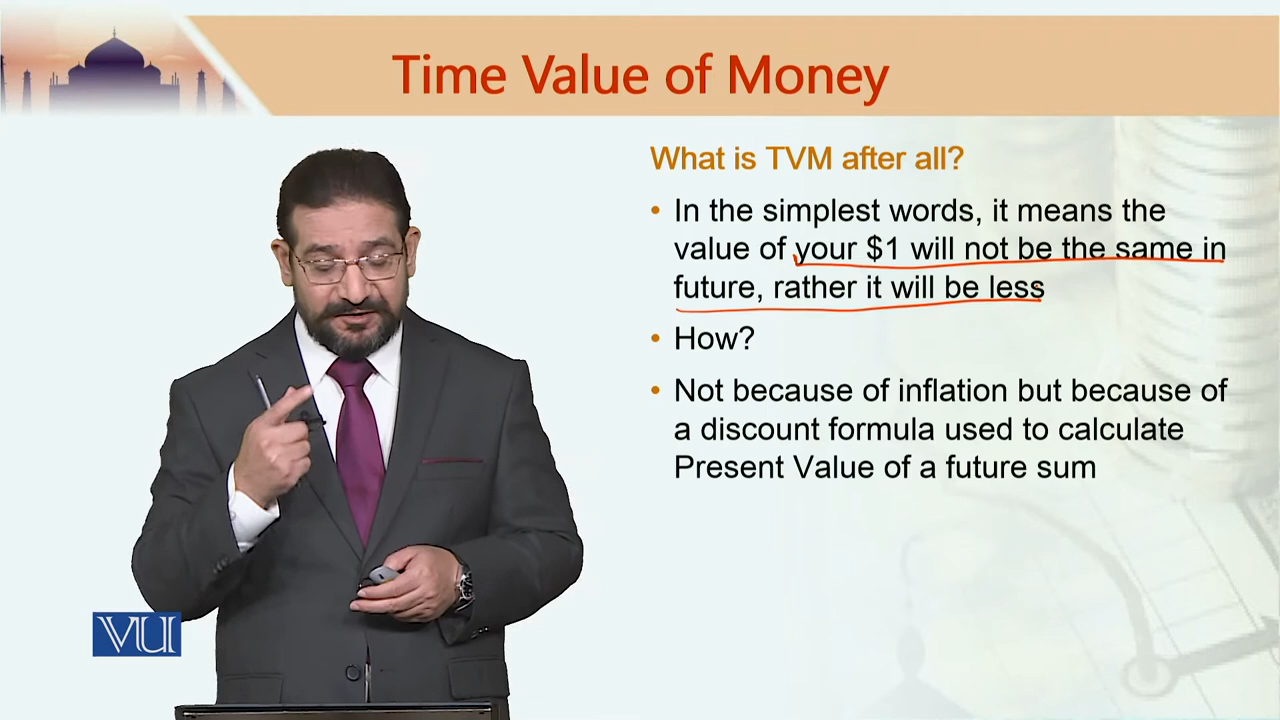 Time Value of Money
What is TVM after all?
• In the simplest words, it means the
value of your $1 will not be the same in
future, rather it will be less
• How?
• Not because of inflation but because of
a discount formula used to calculate
Present Value of a future sum
VU